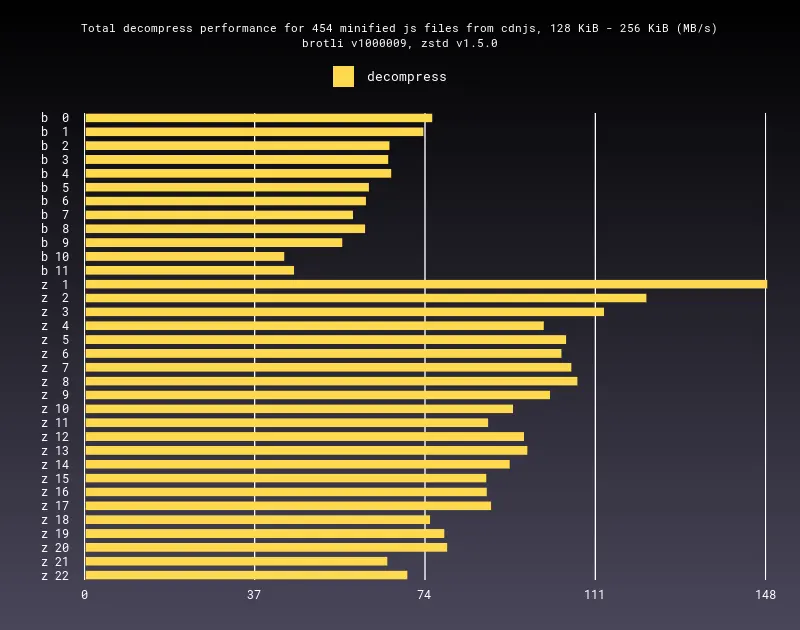 Total decompress performance for 454 minified js files from cdnjs, 128 KiB - 256 KiB (MB/s)
brotli v1000009, zstd v1.5.0
decompress
b 0
b 1
b 2
b 3
b 4
b 5
b 6
b 7
b 8
b 9
b 10
b 11
z 1
z 2
z 3
z 4
z 5
z 6
z 7
z 8
z 9
z 10
z 11
z 12
z 13
z 14
z 15
z 16
z 17
z 18
z 19
z 20
z 21
z 22
0 37 74 111 148